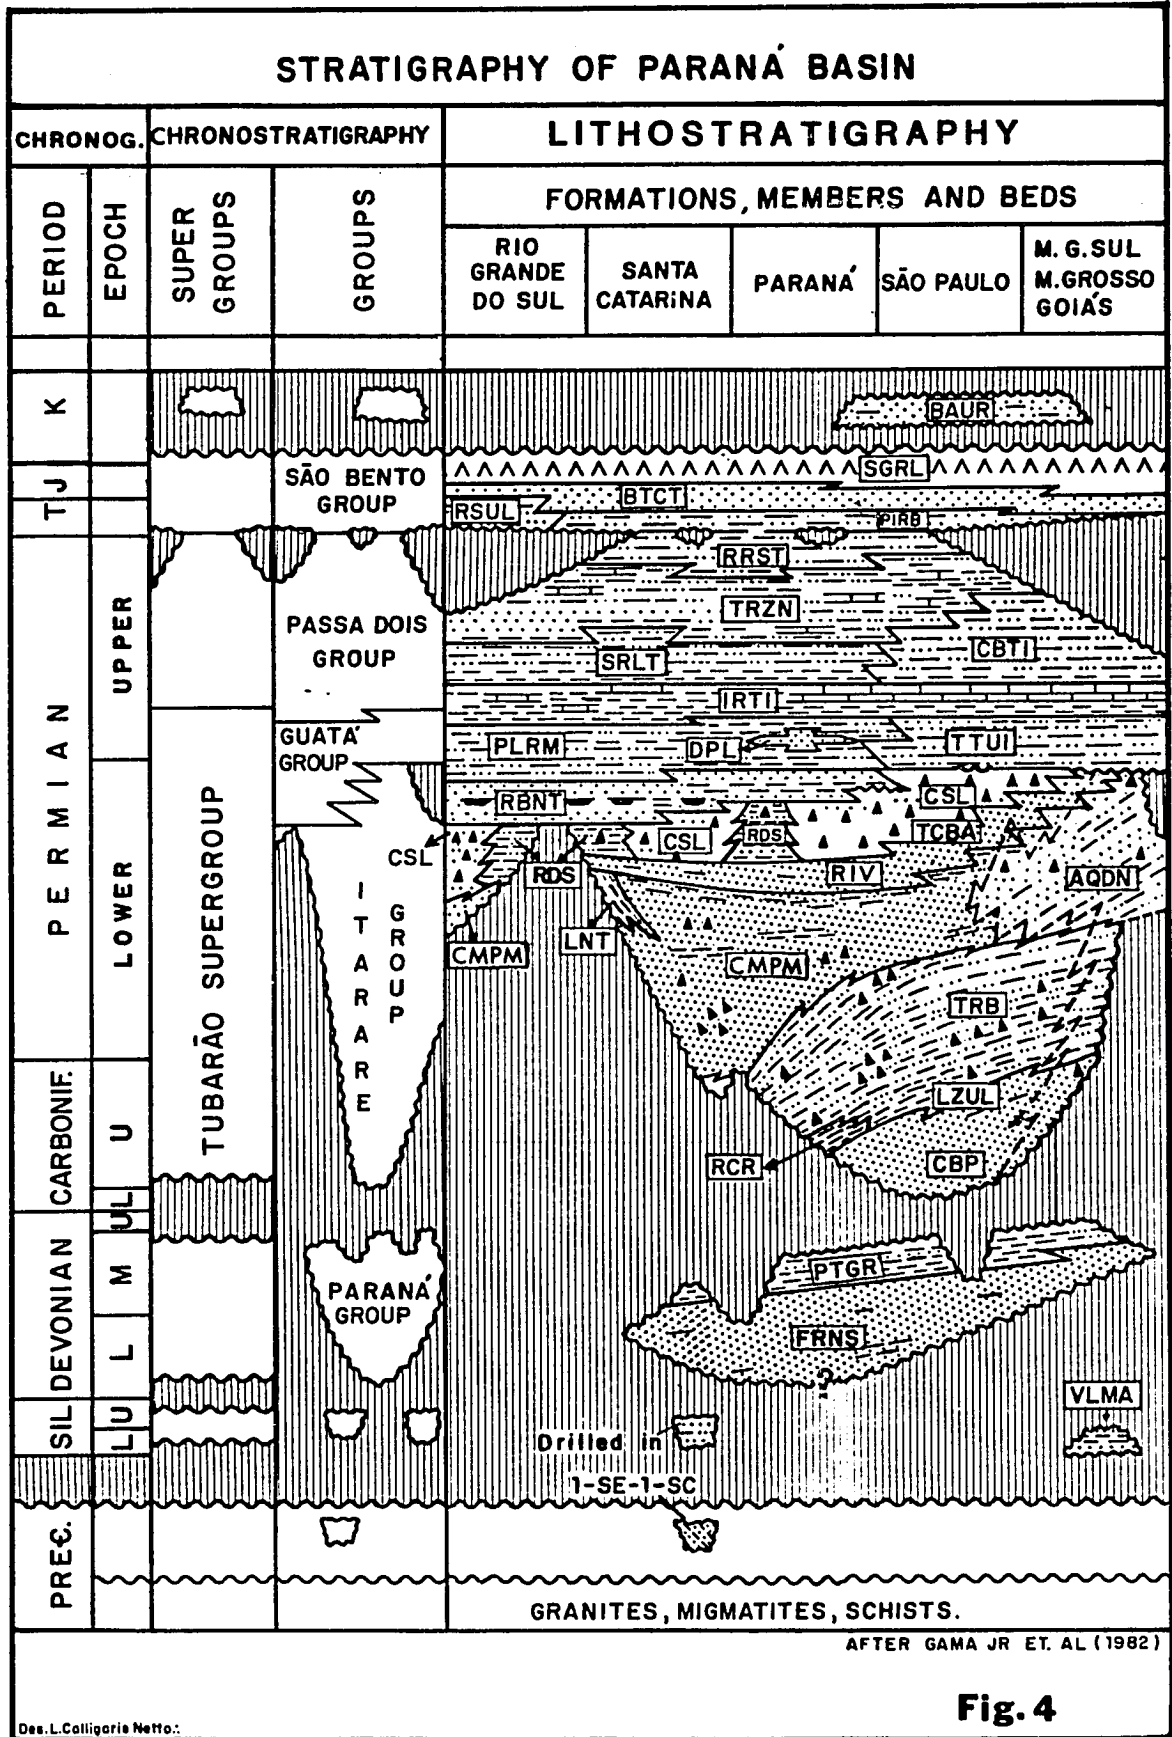 STRATIGRAPHY OF PARANÁ BASIN
CHRONOG.
CHRONOSTRATIGRAPHY
LITHOSTRATIGRAPHY
PERIOD
EPOCH
SUPER
GROUPS
GROUPS
FORMATIONS, MEMBERS AND BEDS
RIO
GRANDE
DO SUL
SANTA
CATARINA
PARANÁ
SÃO PAULO
M. G. SUL
M. GROSSO
GOIÁS
K
BAUR
T J
SÃO BENTO
GROUP
SGRL
BTCT
RSUL
PIRB
PERMIAN
UPPER
PASSA DOIS
GROUP
RRST
TRZN
CBTI
SRLT
IRTI
GUATÁ
GROUP
PLRM
DPL
TTUI
LOWER
TUBARÃO SUPERGROUP
ITARARE
GROUP
RBNT
CSL
CSL
CSL
RDS
TCBA
RDS
RIV
AQDN
CMPM
LNT
CMPM
TRB
CARBONIF.
U
L
LZUL
RCR
CBP
DEVONIAN
U
M
L
PARANÁ
GROUP
PTGR
FRNS
SIL
U
L
VLMA
Drilled in
1-SE-1-SC
PRE-Є.
GRANITES, MIGMATITES, SCHISTS.
AFTER GAMA JR ET. AL (1982)
Fig. 4
Des. L. Calligaris Netto.: